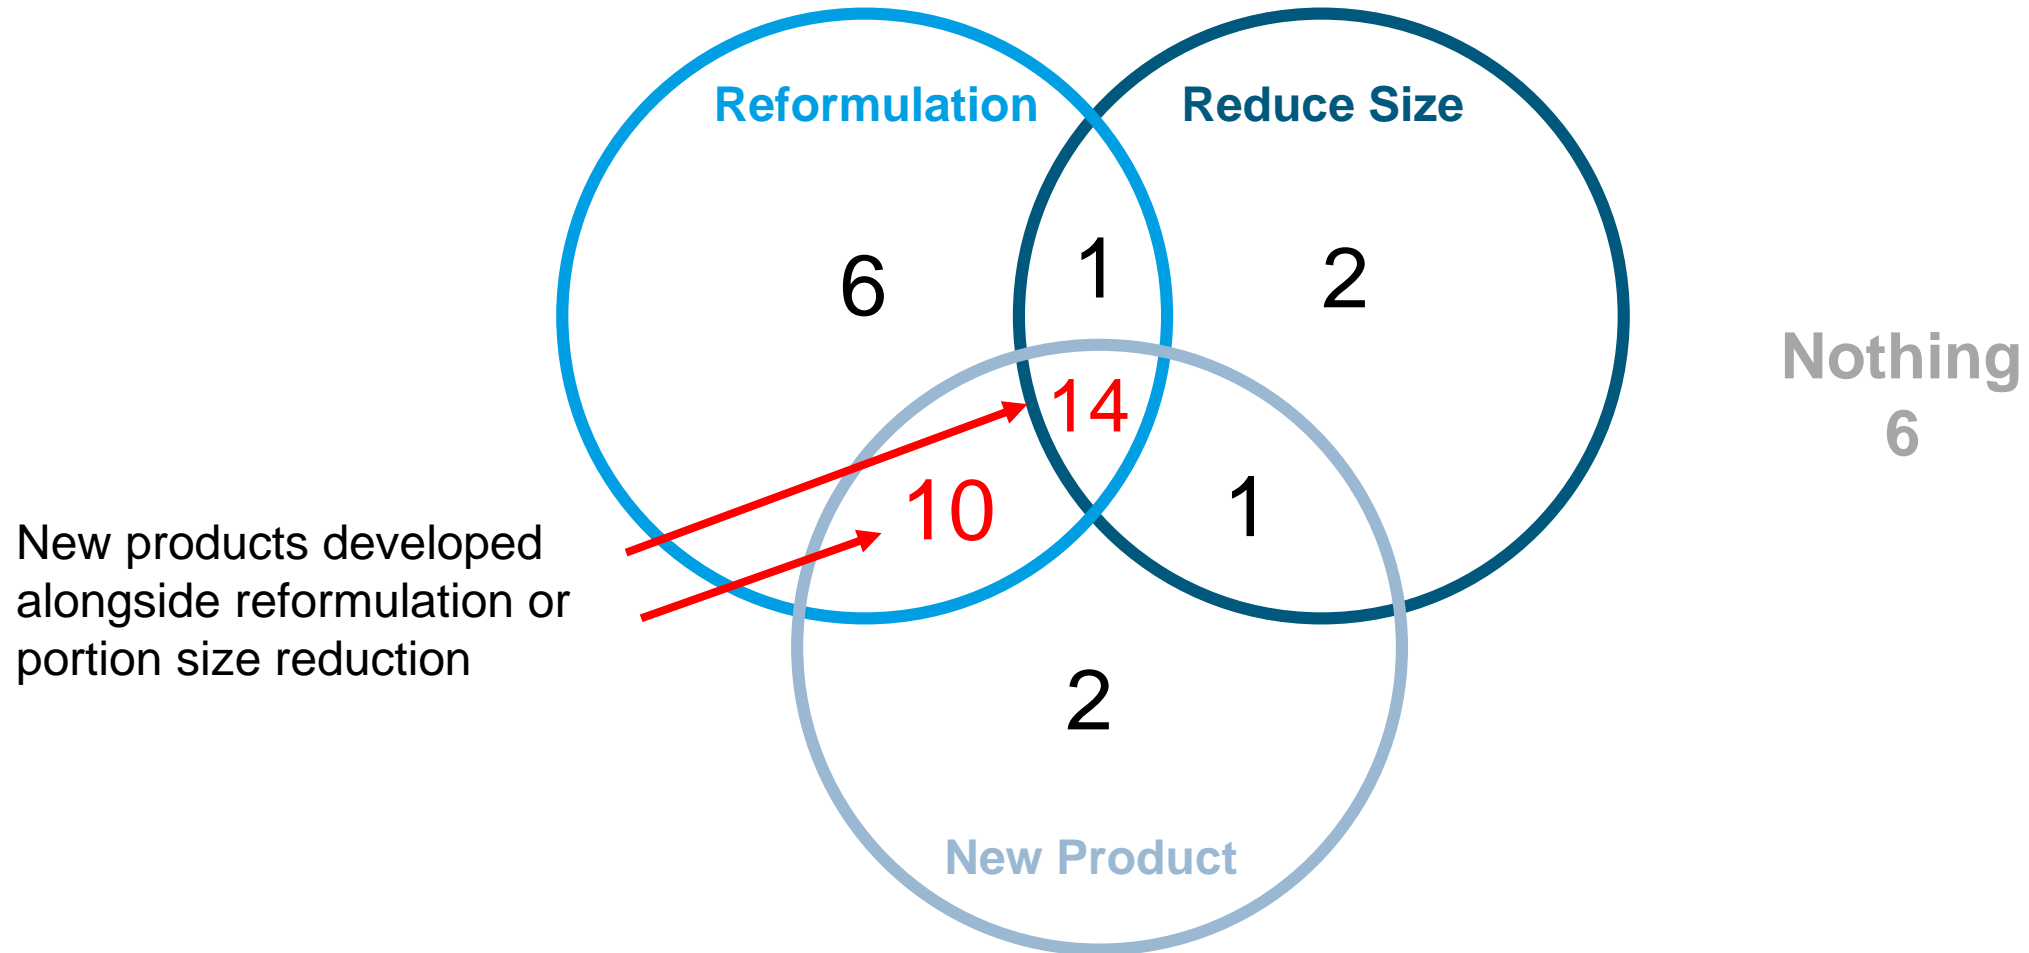 Reformulation
Reduce Size
6
1
2
Nothing
6
14
10
1
New products developed
alongside reformulation or
portion size reduction
2
New Product